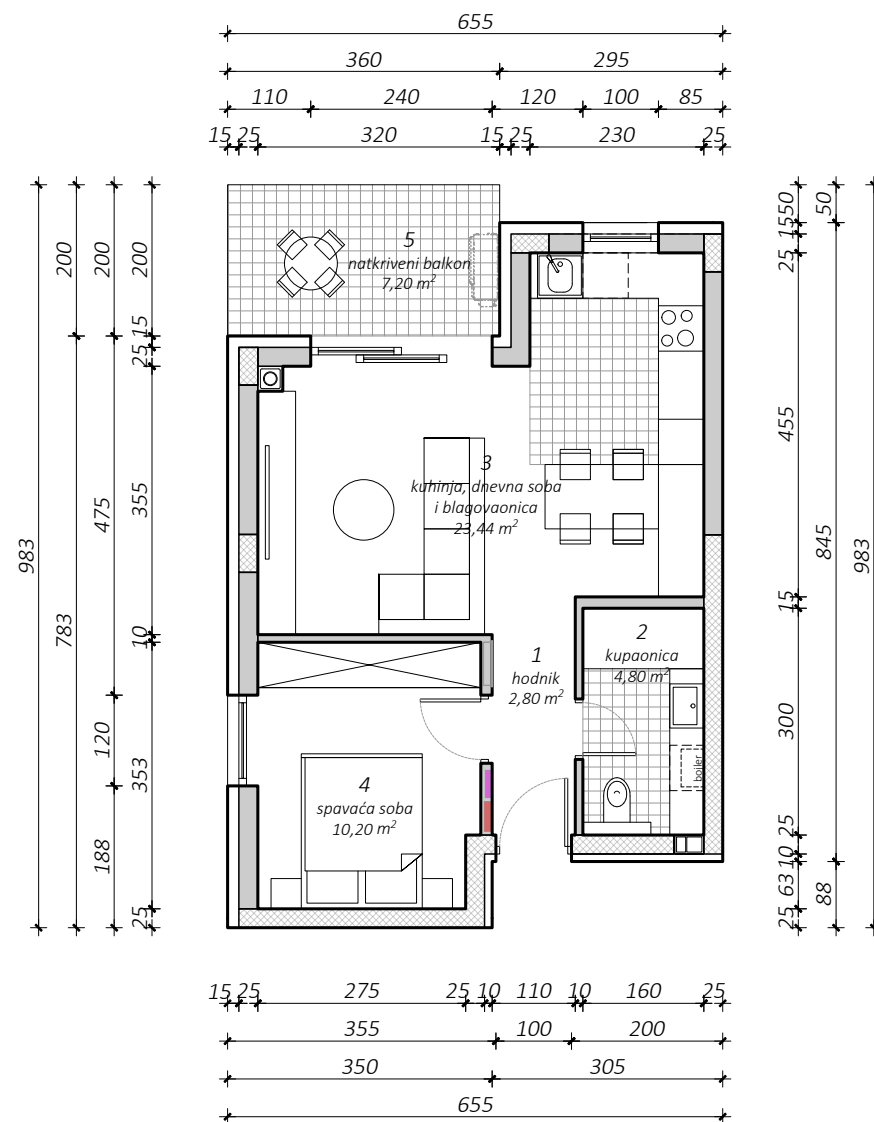 655
360 295
110 240 120 100 85
15 25 320 15 25 230 25
983
200
783
200
475
120
188
200
15
25
355
10
353
25
50
15
25
455
15
300
25
10
63
25
50
845
88
983
5
natkriveni balkon
7,20 m²
3
kuhinja, dnevna soba
i blagovaonica
23,44 m²
1
hodnik
2,80 m²
2
kupaonica
4,80 m²
boiler
4
spavaća soba
10,20 m²
15 25 275 25 10 110 10 160 25
355 100 200
350 305
655